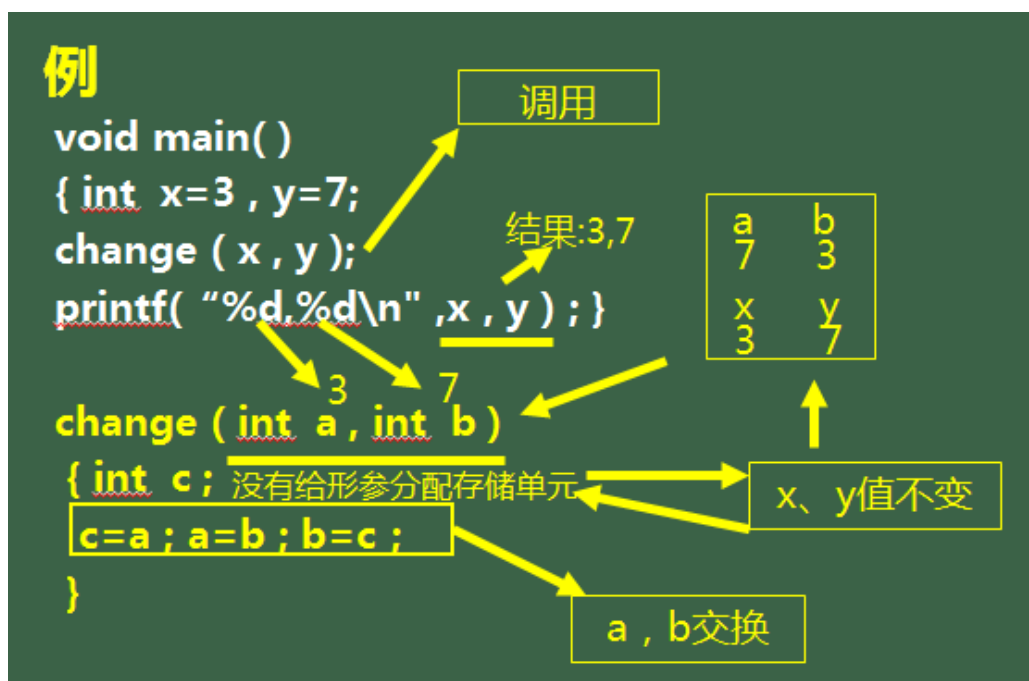 例
调用
void main( )
{ int x=3 , y=7;
change ( x , y );
结果:3,7
printf( “%d,%d\n" ,x , y ) ; }
a b
7 3
x y
3 7
3 7
change ( int a , int b )
{ int c ; 没有给形参分配存储单元
x、y值不变
c=a ; a=b ; b=c ;
}
a , b交换